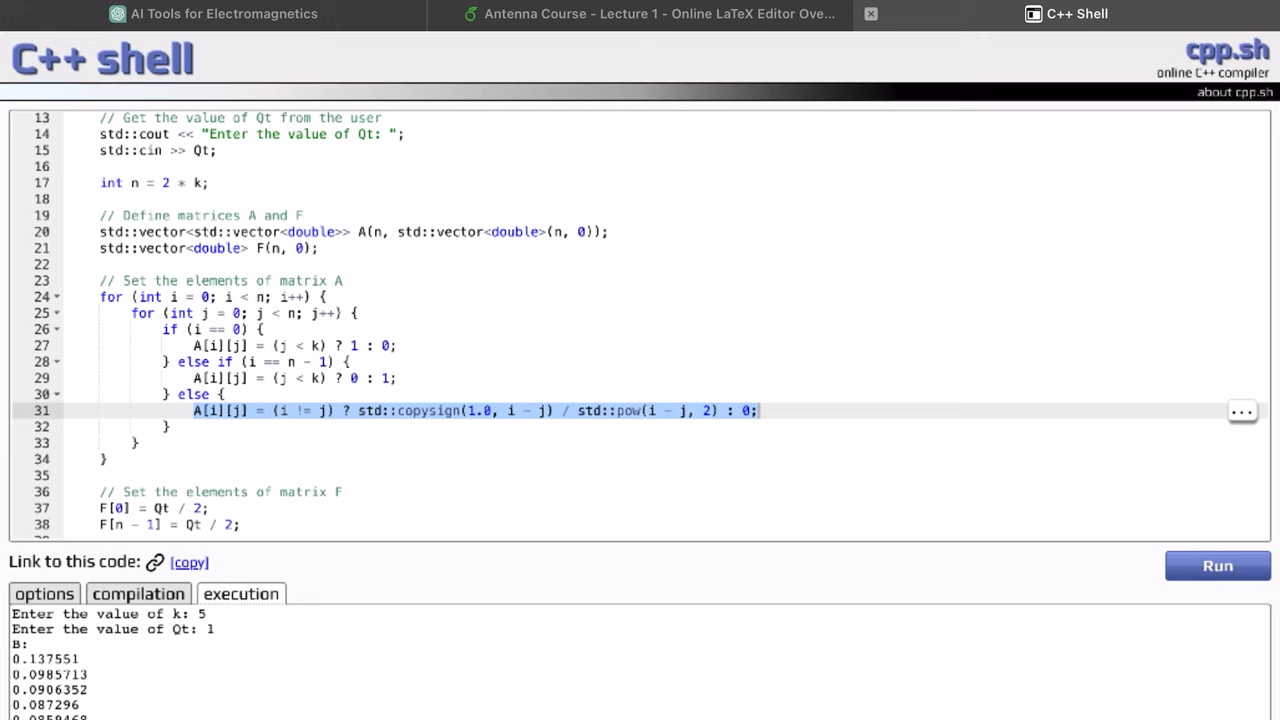 AI Tools for Electromagnetics
Antenna Course - Lecture 1 - Online LaTeX Editor Ove...
C++ Shell
C++ shell
cpp.sh
online C++ compiler
about cpp.sh
13 // Get the value of Qt from the user
14 std::cout << "Enter the value of Qt: ";
15 std::cin >> Qt;
16
17 int n = 2 * k;
18
19 // Define matrices A and F
20 std::vector<std::vector<double>> A(n, std::vector<double>(n, 0));
21 std::vector<double> F(n, 0);
22
23 // Set the elements of matrix A
24 for (int i = 0; i < n; i++) {
25 for (int j = 0; j < n; j++) {
26 if (i == 0) {
27 A[i][j] = (j < k) ? 1 : 0;
28 } else if (i == n - 1) {
29 A[i][j] = (j < k) ? 0 : 1;
30 } else {
31 A[i][j] = (i != j) ? std::copysign(1.0, i - j) / std::pow(i - j, 2) : 0;
32 }
33 }
34 }
35
36 // Set the elements of matrix F
37 F[0] = Qt / 2;
38 F[n - 1] = Qt / 2;
Link to this code: [copy]
Run
options compilation execution
Enter the value of k: 5
Enter the value of Qt: 1
B:
0.137551
0.0985713
0.0906352
0.087296
0.0859468